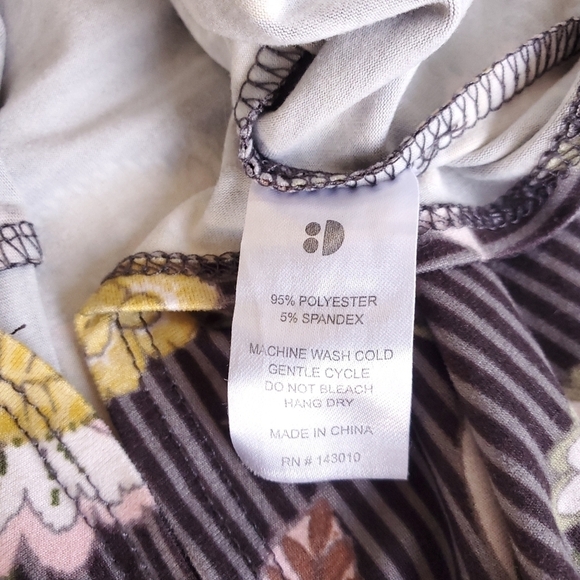 95% POLYESTER
5% SPANDEX
MACHINE WASH COLD
GENTLE CYCLE
DO NOT BLEACH
HANG DRY
MADE IN CHINA
RN # 143010